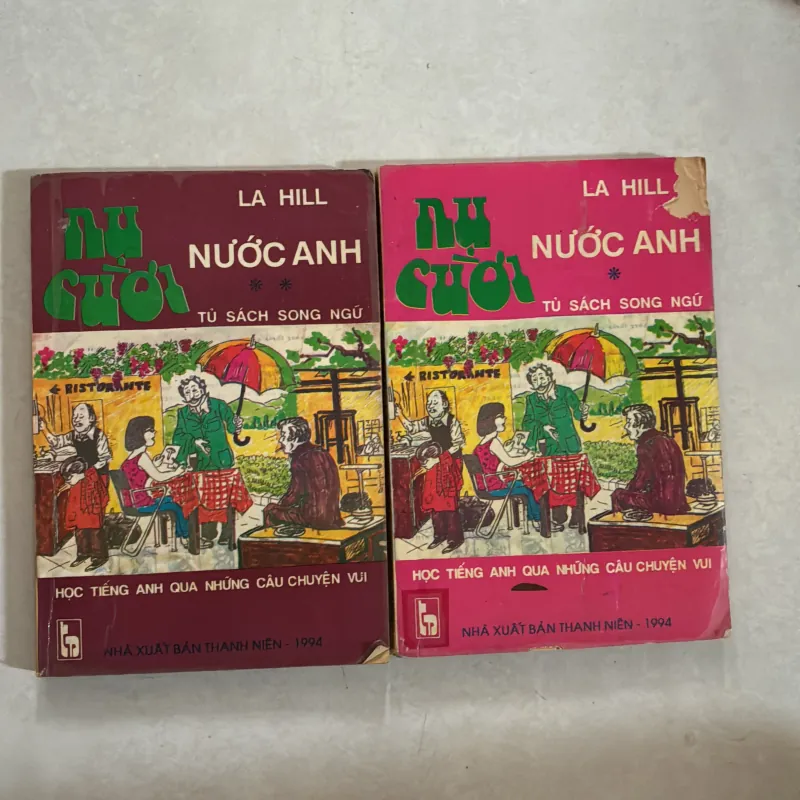 LA HILL
NỤ
CƯỜI
NƯỚC ANH
* *
TỦ SÁCH SONG NGỮ
← RISTORANTE
HỌC TIẾNG ANH QUA NHỮNG CÂU CHUYỆN VUI
NHÀ XUẤT BẢN THANH NIÊN - 1994
LA HILL
NỤ
CƯỜI
NƯỚC ANH
*
TỦ SÁCH SONG NGỮ
← RISTORANTE
HỌC TIẾNG ANH QUA NHỮNG CÂU CHUYỆN VUI
NHÀ XUẤT BẢN THANH NIÊN - 1994